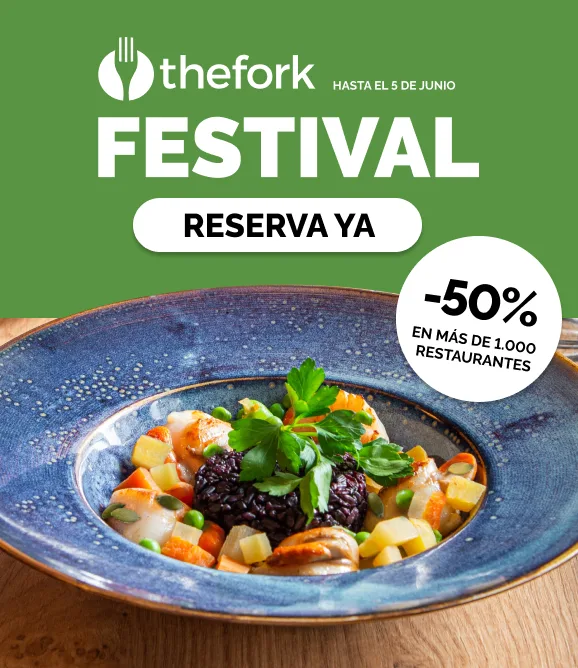 thefork HASTA EL 5 DE JUNIO
FESTIVAL
RESERVA YA
-50%
EN MÁS DE 1.000
RESTAURANTES